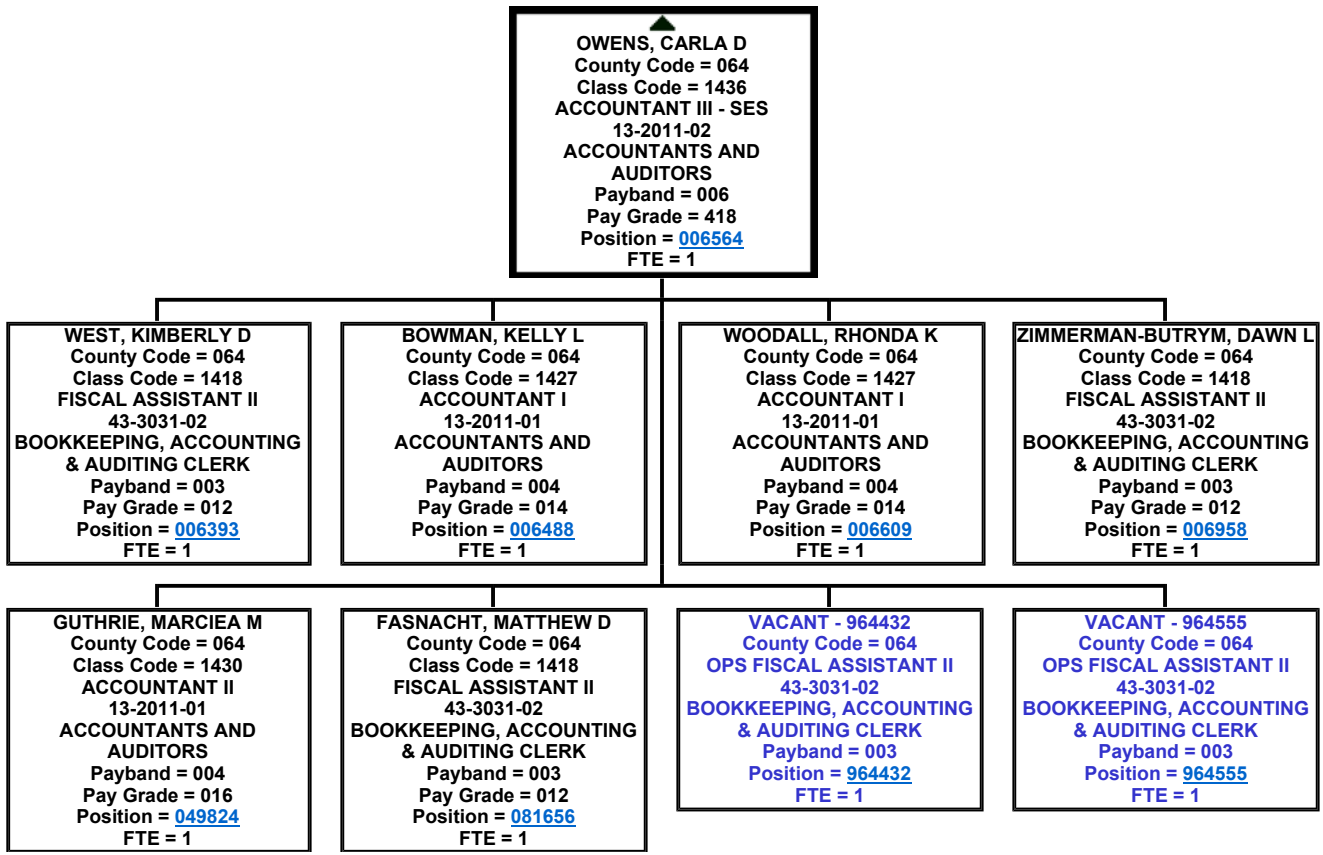 OWENS, CARLA D
County Code = 064
Class Code = 1436
ACCOUNTANT III - SES
13-2011-02
ACCOUNTANTS AND
AUDITORS
Payband = 006
Pay Grade = 418
Position = 006564
FTE = 1
WEST, KIMBERLY D
County Code = 064
Class Code = 1418
FISCAL ASSISTANT II
43-3031-02
BOOKKEEPING, ACCOUNTING
& AUDITING CLERK
Payband = 003
Pay Grade = 012
Position = 006393
FTE = 1
BOWMAN, KELLY L
County Code = 064
Class Code = 1427
ACCOUNTANT I
13-2011-01
ACCOUNTANTS AND
AUDITORS
Payband = 004
Pay Grade = 014
Position = 006488
FTE = 1
WOODALL, RHONDA K
County Code = 064
Class Code = 1427
ACCOUNTANT I
13-2011-01
ACCOUNTANTS AND
AUDITORS
Payband = 004
Pay Grade = 014
Position = 006609
FTE = 1
ZIMMERMAN-BUTRYM, DAWN L
County Code = 064
Class Code = 1418
FISCAL ASSISTANT II
43-3031-02
BOOKKEEPING, ACCOUNTING
& AUDITING CLERK
Payband = 003
Pay Grade = 012
Position = 006958
FTE = 1
GUTHRIE, MARCIEA M
County Code = 064
Class Code = 1430
ACCOUNTANT II
13-2011-01
ACCOUNTANTS AND
AUDITORS
Payband = 004
Pay Grade = 016
Position = 049824
FTE = 1
FASNACHT, MATTHEW D
County Code = 064
Class Code = 1418
FISCAL ASSISTANT II
43-3031-02
BOOKKEEPING, ACCOUNTING
& AUDITING CLERK
Payband = 003
Pay Grade = 012
Position = 081656
FTE = 1
VACANT - 964432
County Code = 064
OPS FISCAL ASSISTANT II
43-3031-02
BOOKKEEPING, ACCOUNTING
& AUDITING CLERK
Payband = 003
Position = 964432
FTE = 1
VACANT - 964555
County Code = 064
OPS FISCAL ASSISTANT II
43-3031-02
BOOKKEEPING, ACCOUNTING
& AUDITING CLERK
Payband = 003
Position = 964555
FTE = 1